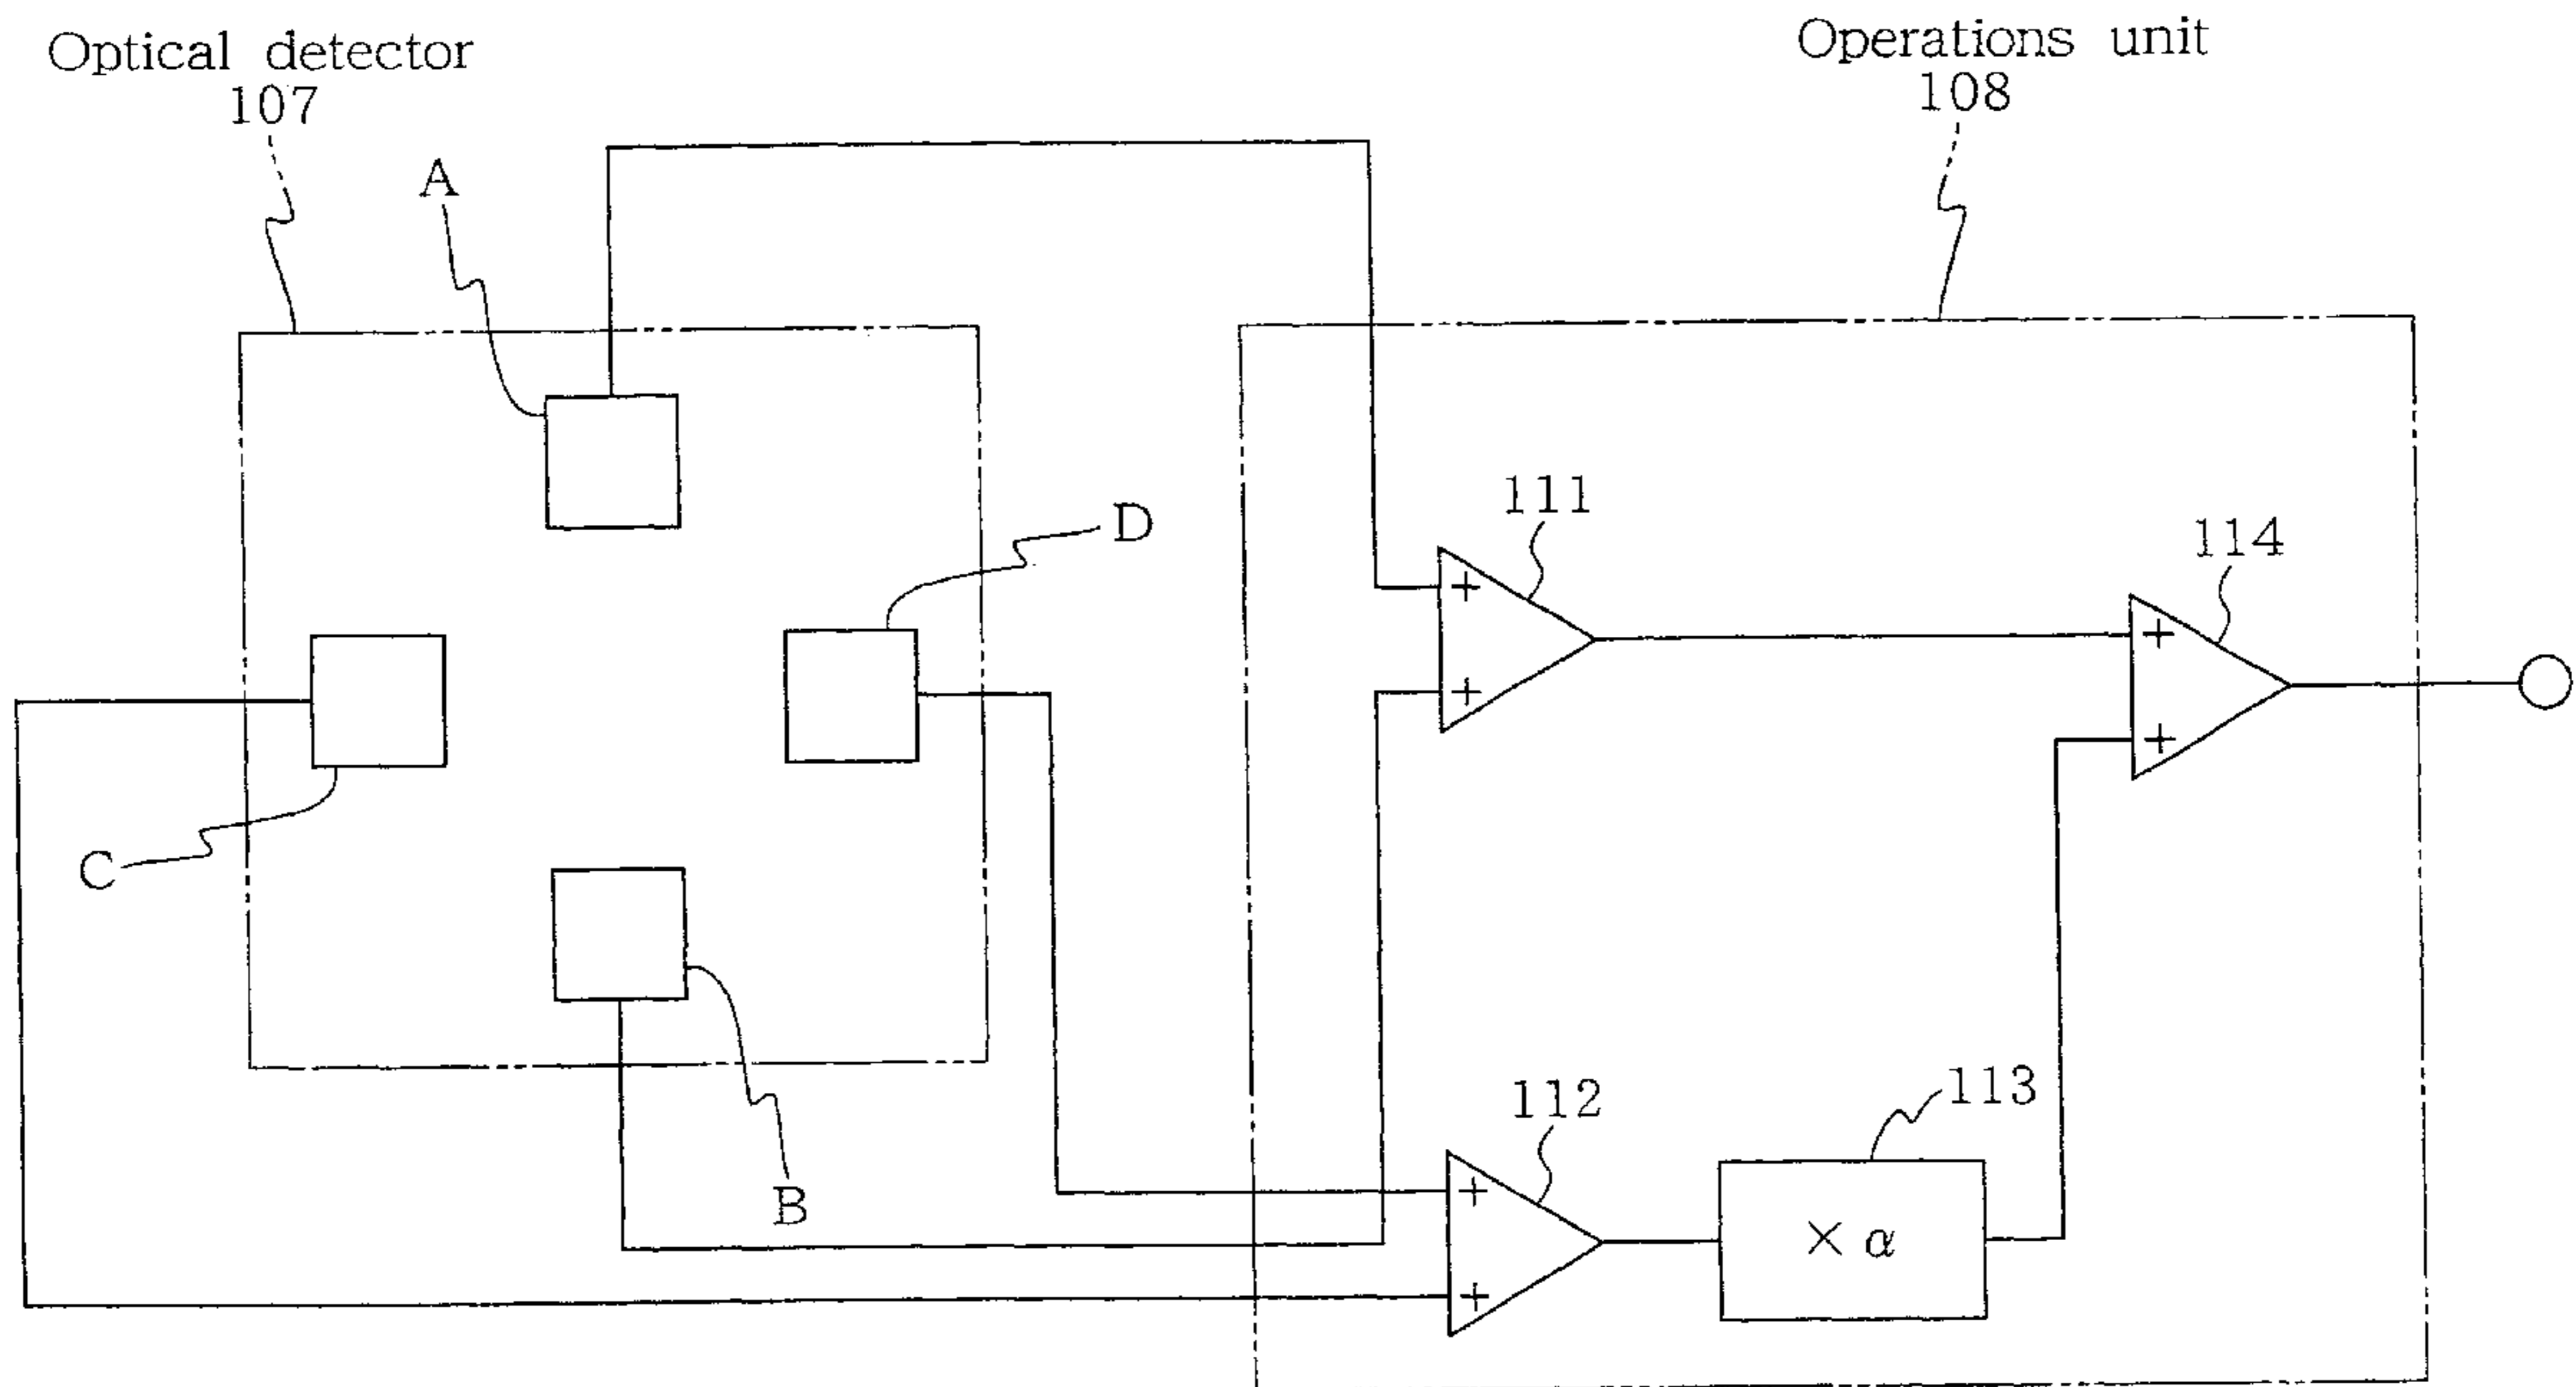 Optical detector
107
Operations unit
108
A
D
C
B
111
+
+
114
+
+
112
+
+
113
× α